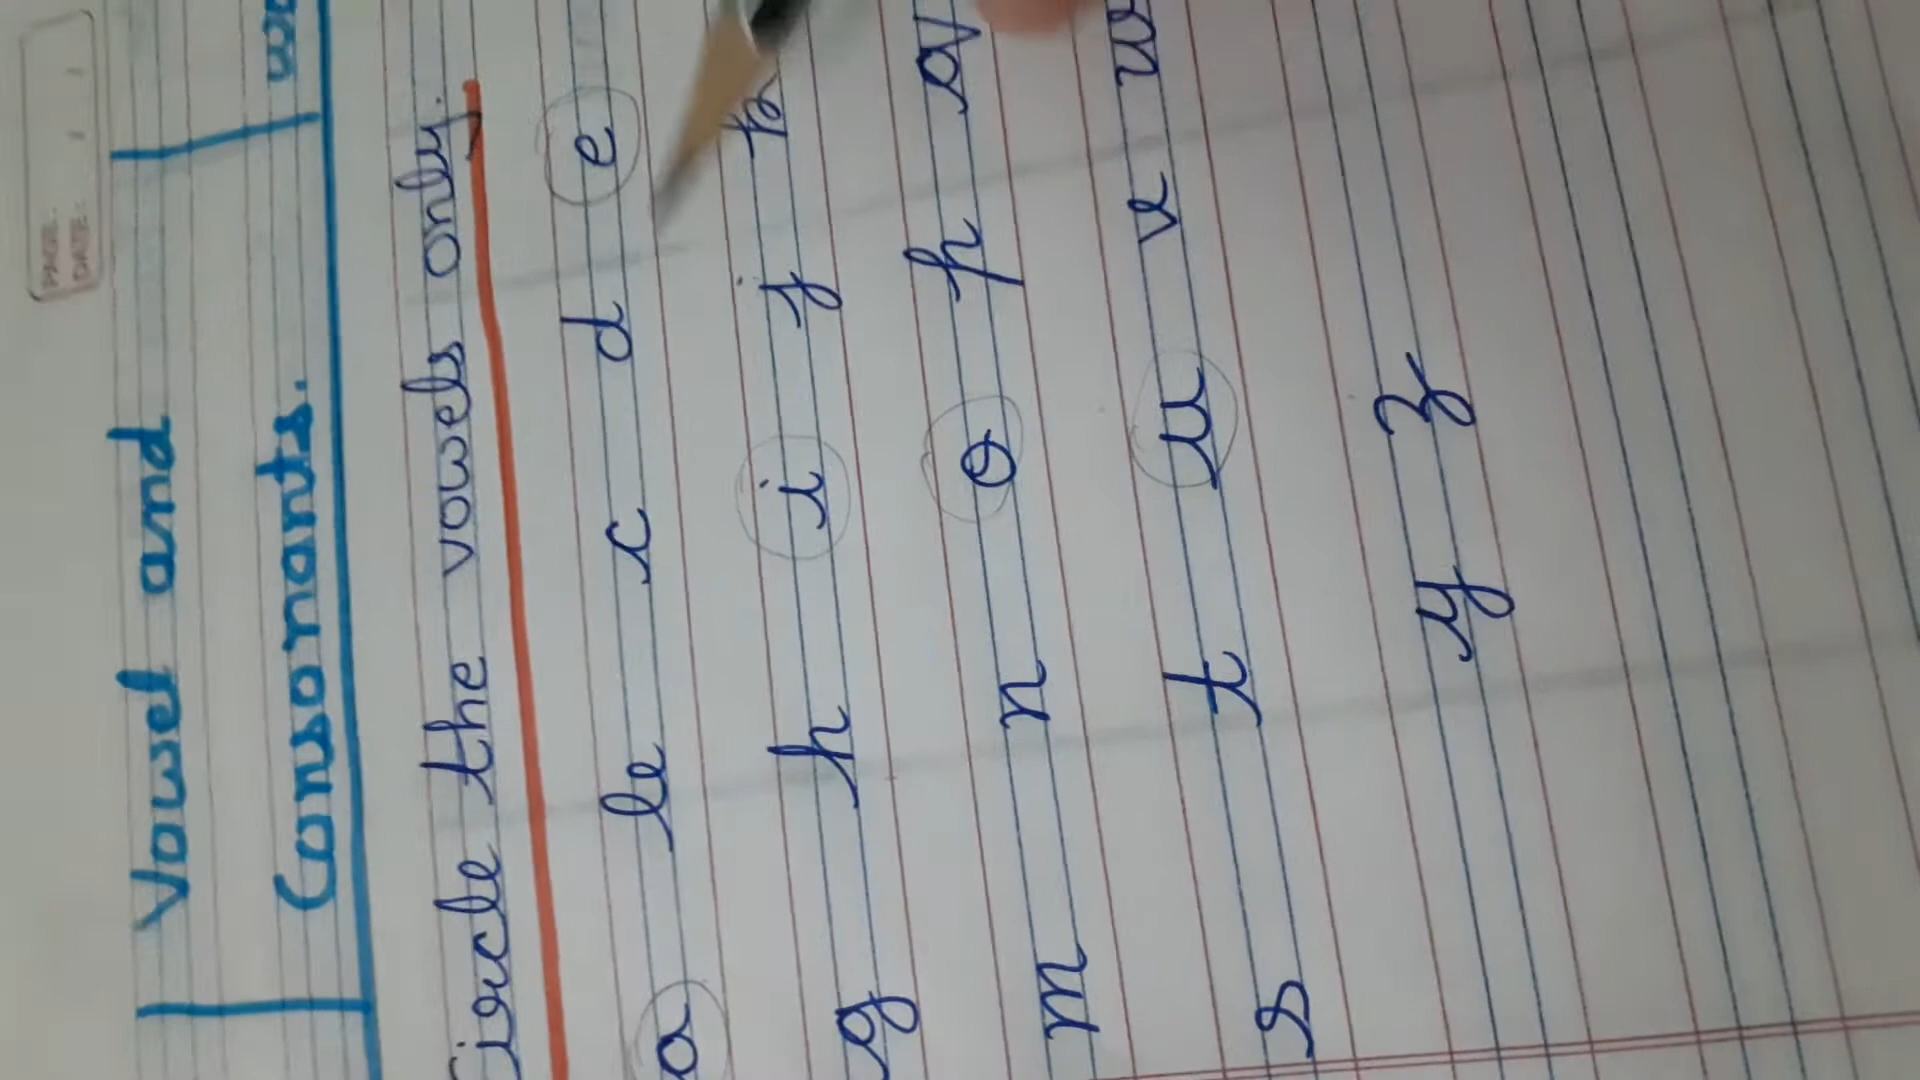 PAGE:
DATE: / /
Vowel and
Consonants.
Circle the vowels only.
a b c d e
g h i j k
m n o p q
s t u v w
y z